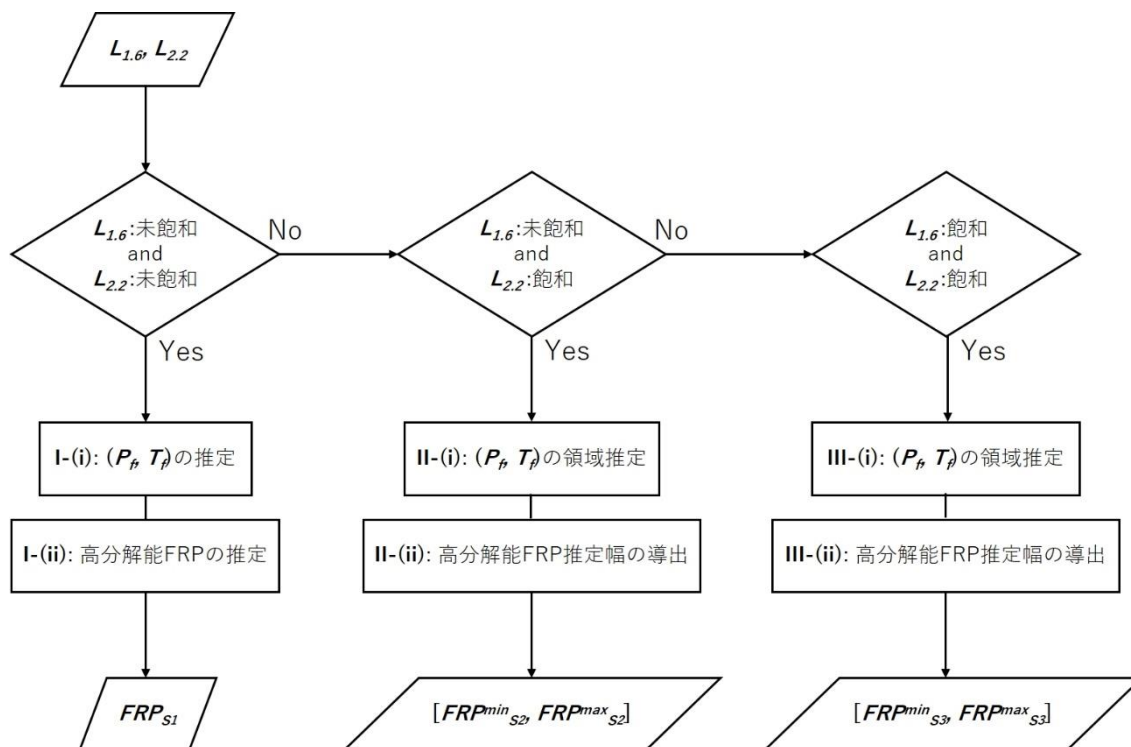 L1.6, L2.2
L1.6:未飽和
and
L2.2:未飽和
No
L1.6:未飽和
and
L2.2:飽和
No
L1.6:飽和
and
L2.2:飽和
Yes
Yes
Yes
I-(i): (Pf, Tf)の推定
II-(i): (Pf, Tf)の領域推定
III-(i): (Pf, Tf)の領域推定
I-(ii): 高分解能FRPの推定
II-(ii): 高分解能FRP推定幅の導出
III-(ii): 高分解能FRP推定幅の導出
FRPS1
[FRPminS2, FRPmaxS2]
[FRPminS3, FRPmaxS3]